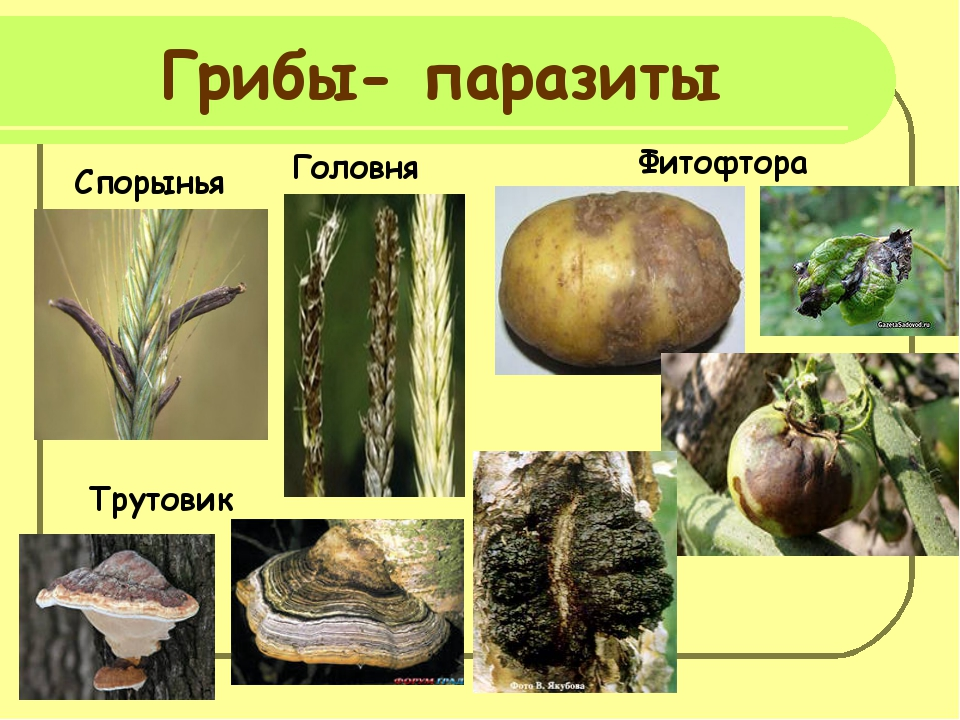 Грибы- паразиты
Спорынья
Головня
Фитофтора
GazetaSadovod.ru
Трутовик
Фото В. Якубова